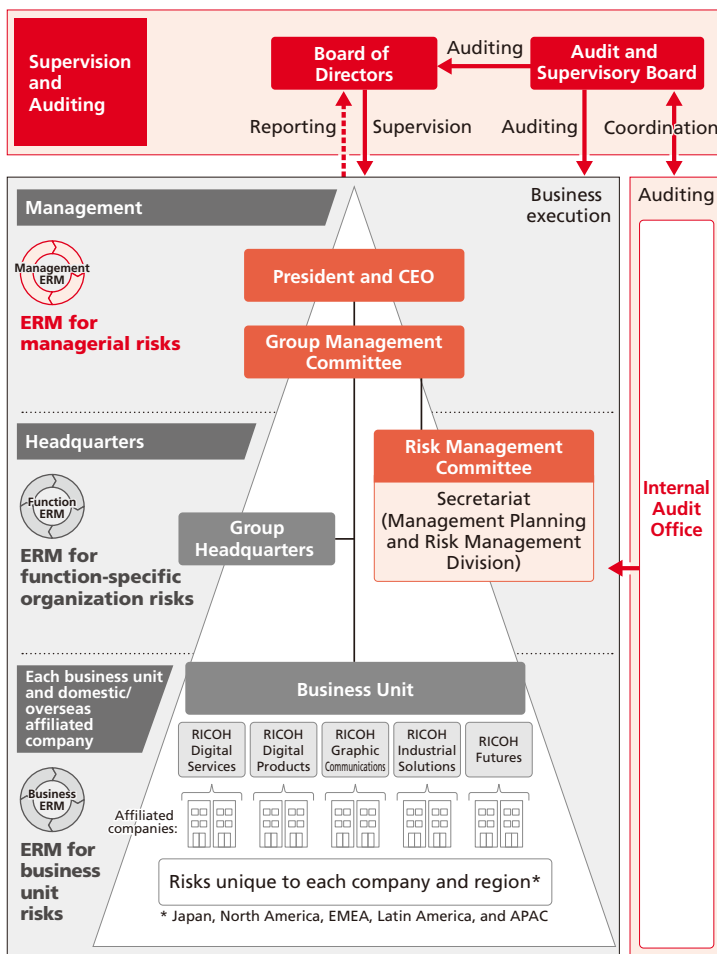 Supervision
and
Auditing
Board of
Directors
Auditing
Audit and
Supervisory Board
Reporting
Supervision
Auditing
Coordination
Management
Business
execution
Auditing
Management
ERM
ERM for
managerial risks
President and CEO
Group Management
Committee
Headquarters
Function
ERM
ERM for
function-specific
organization risks
Group
Headquarters
Risk Management
Committee
Secretariat
(Management Planning
and Risk Management
Division)
Internal
Audit
Office
Each business unit
and domestic/
overseas
affiliated
company
Business
ERM
ERM for
business
unit
risks
Business Unit
RICOH
Digital
Services
RICOH
Digital
Products
RICOH
Graphic
Communications
RICOH
Industrial
Solutions
RICOH
Futures
Affiliated
companies:
Risks unique to each company and region*
* Japan, North America, EMEA, Latin America, and APAC